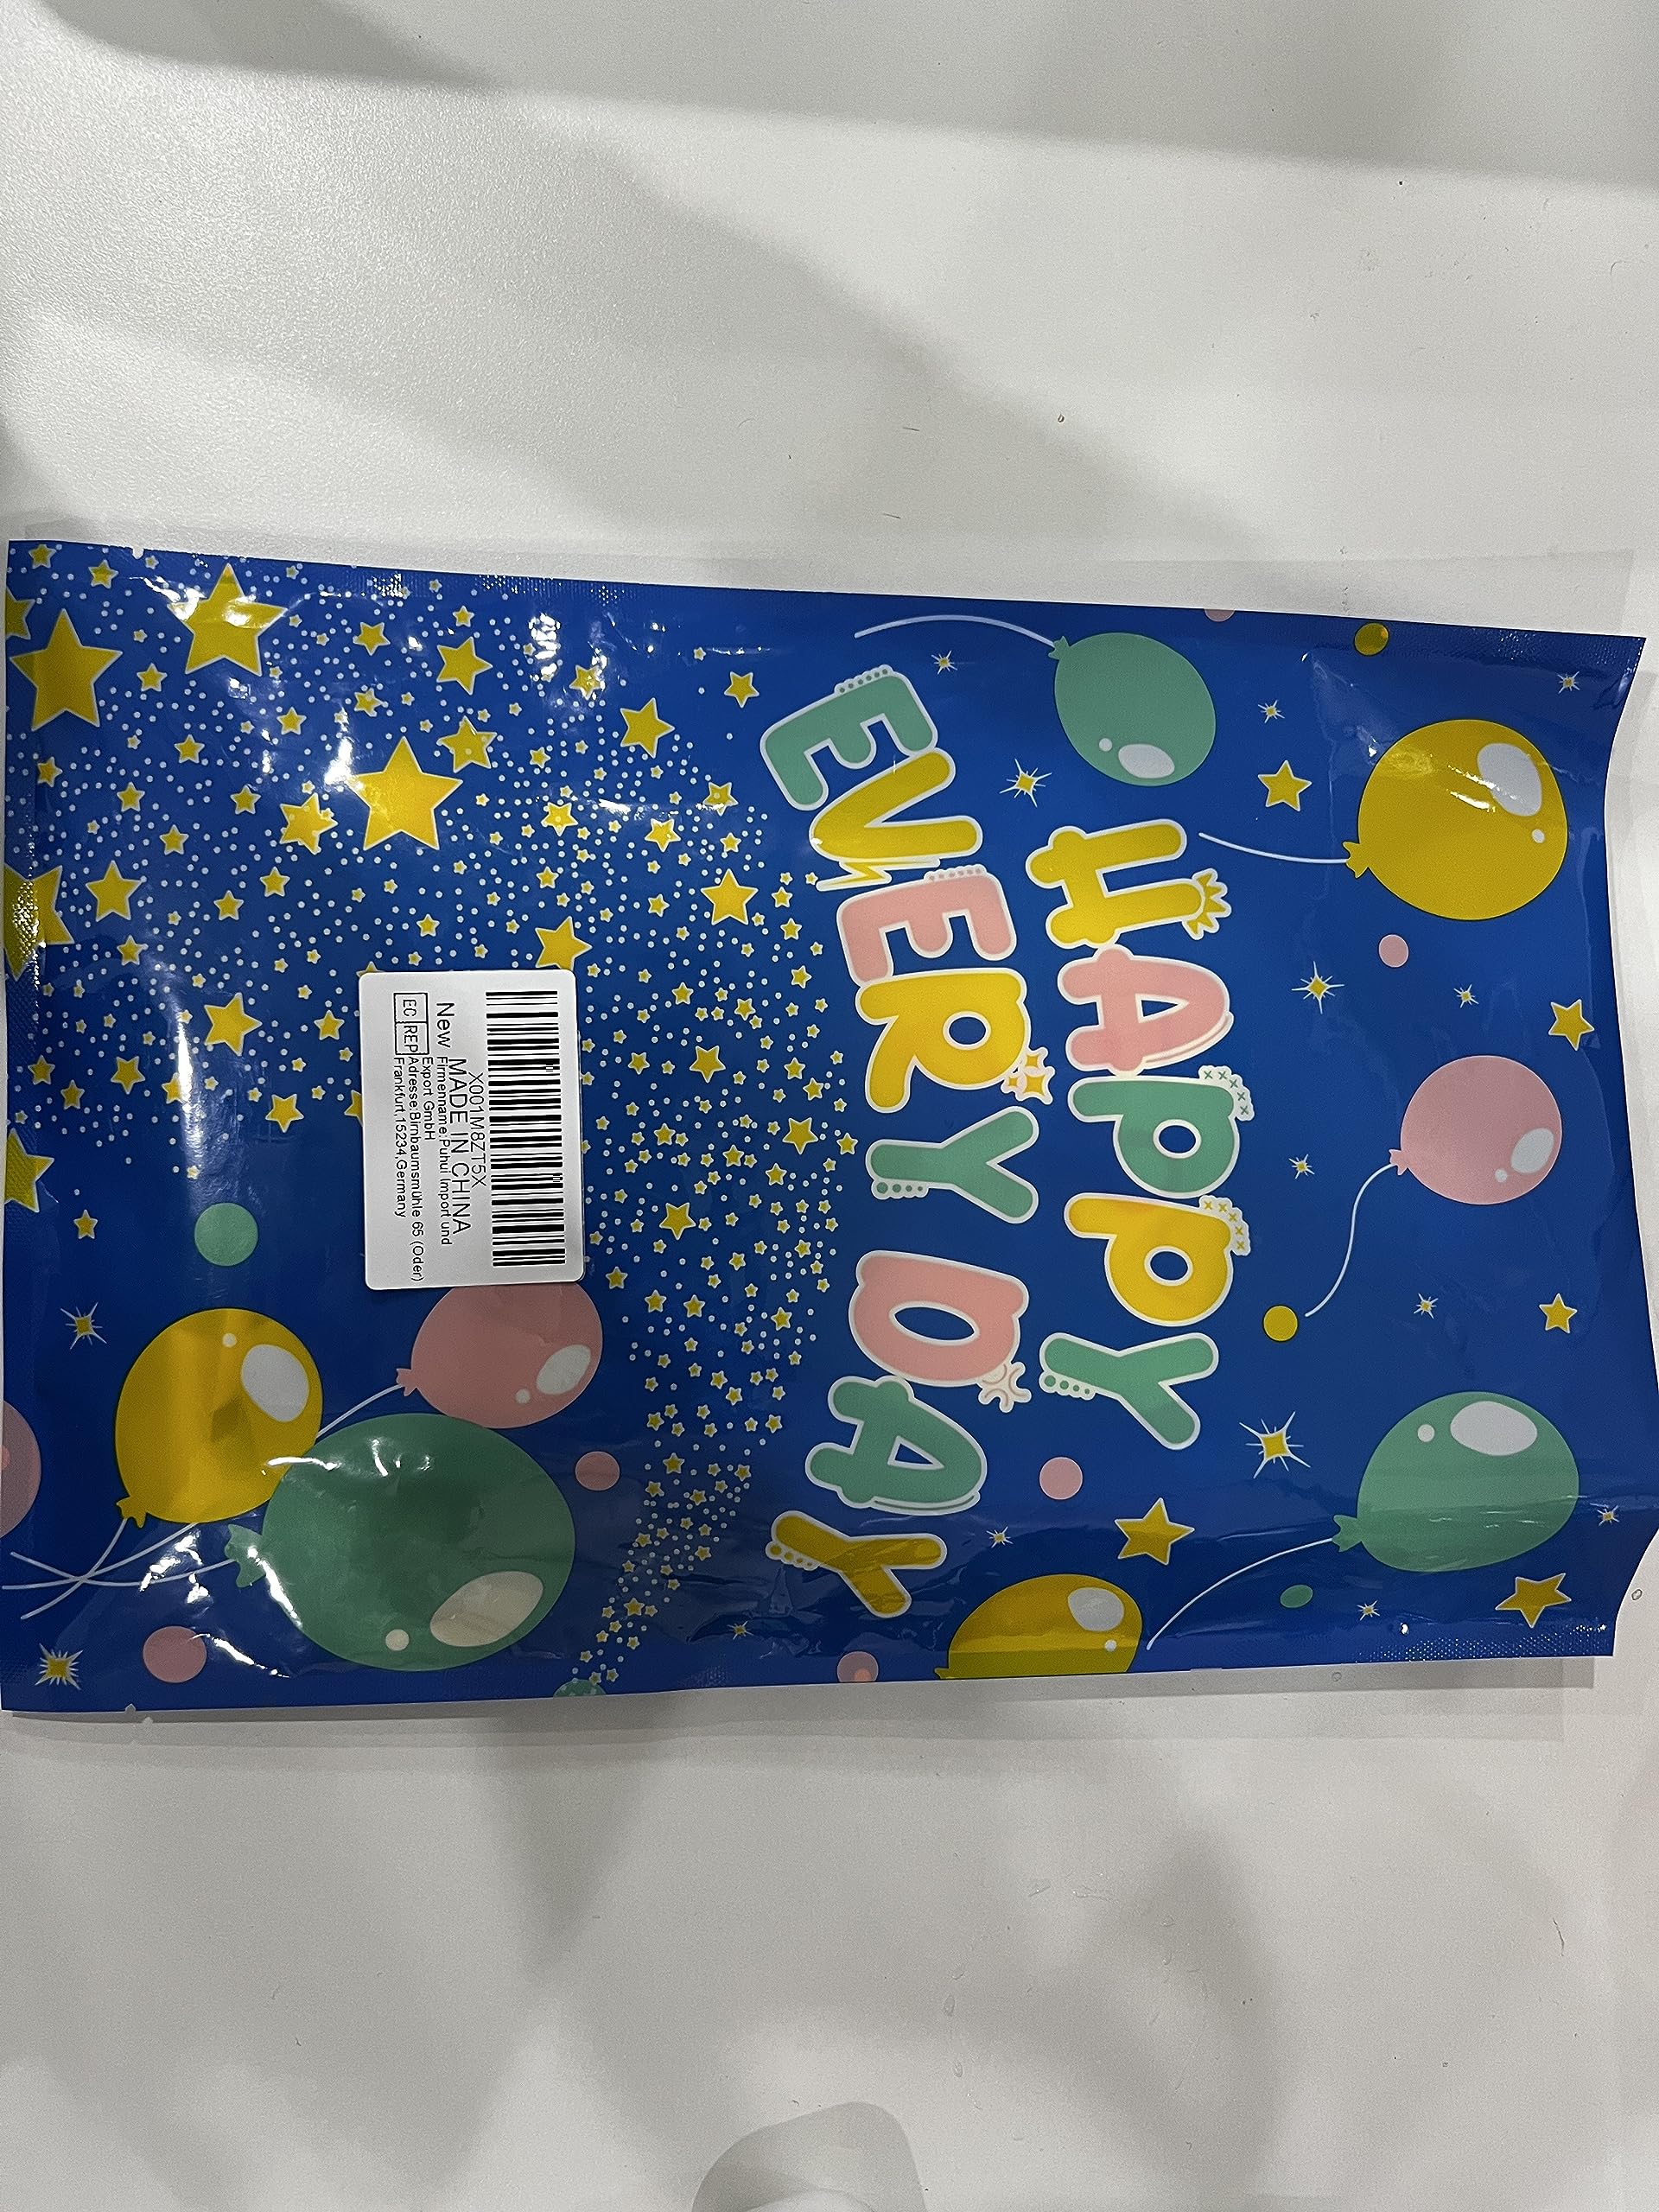 HAPPY
EVERY DAY
X001M8ZT5X
New MADE IN CHINA
EC REP
Firmenname:Puhui Import und
Export GmbH
Adresse:Birnbaumsmühle 65 (Oder)
Frankfurt,15234,Germany